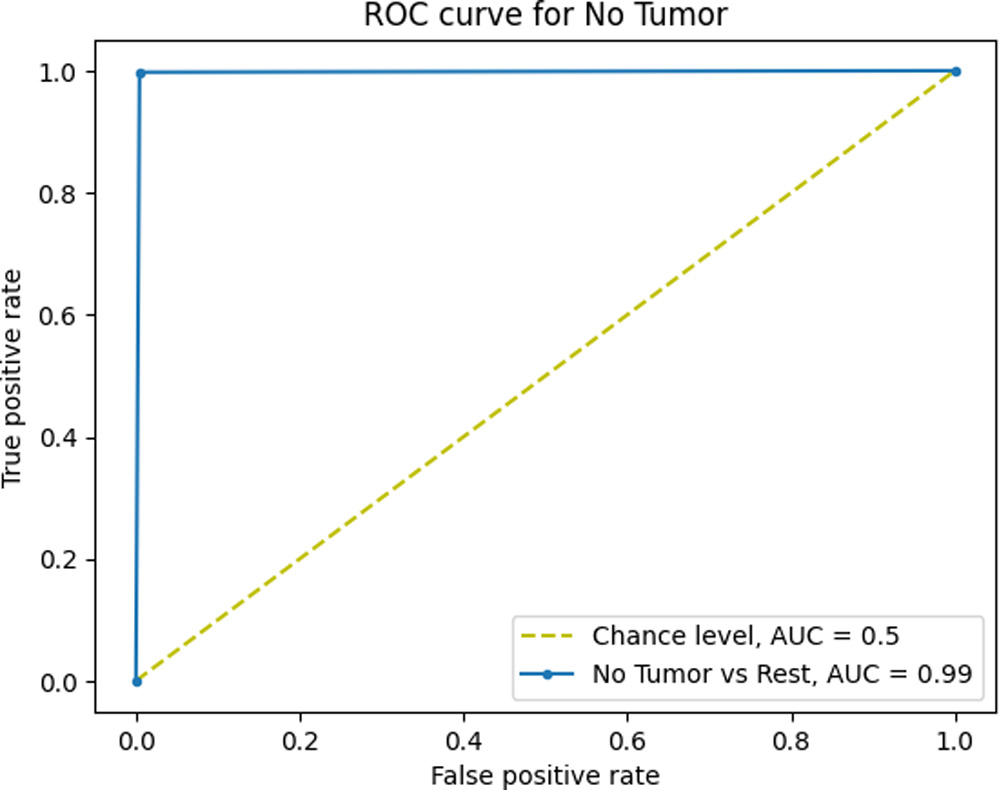 ROC curve for No Tumor
1.0
0.8
0.6
0.4
0.2
0.0
True positive rate
Chance level, AUC = 0.5
No Tumor vs Rest, AUC = 0.99
0.0 0.2 0.4 0.6 0.8 1.0
False positive rate